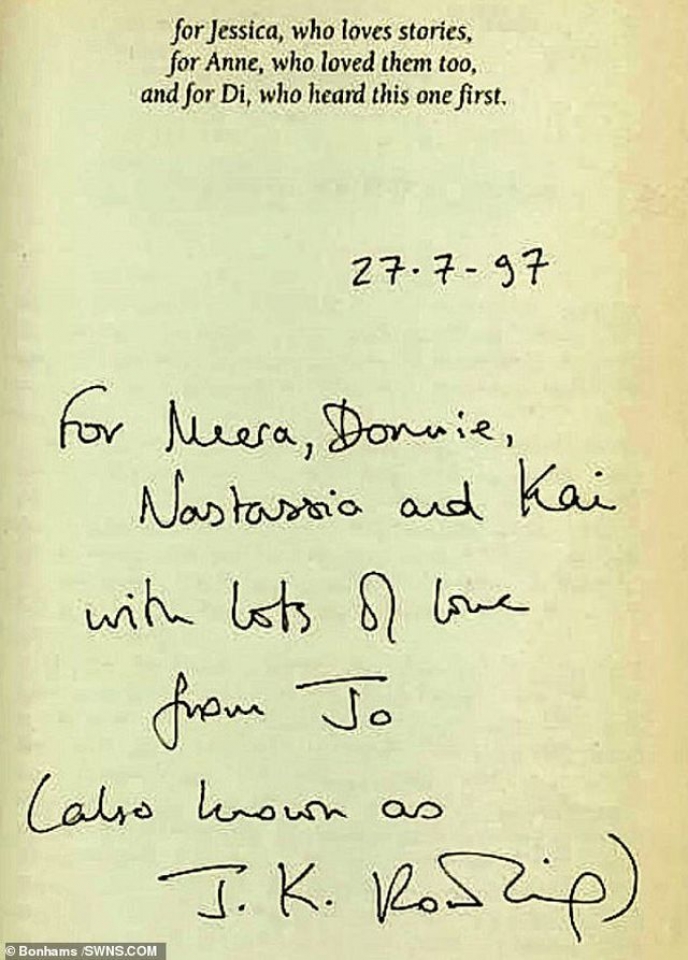 for Jessica, who loves stories,
for Anne, who loved them too,
and for Di, who heard this one first.
27.7-97
For Meera, Donnie,
Nastassia and Kai
with lots of love
from Jo
(also known as
J.K. Rowling)
© Bonhams /SWNS.COM